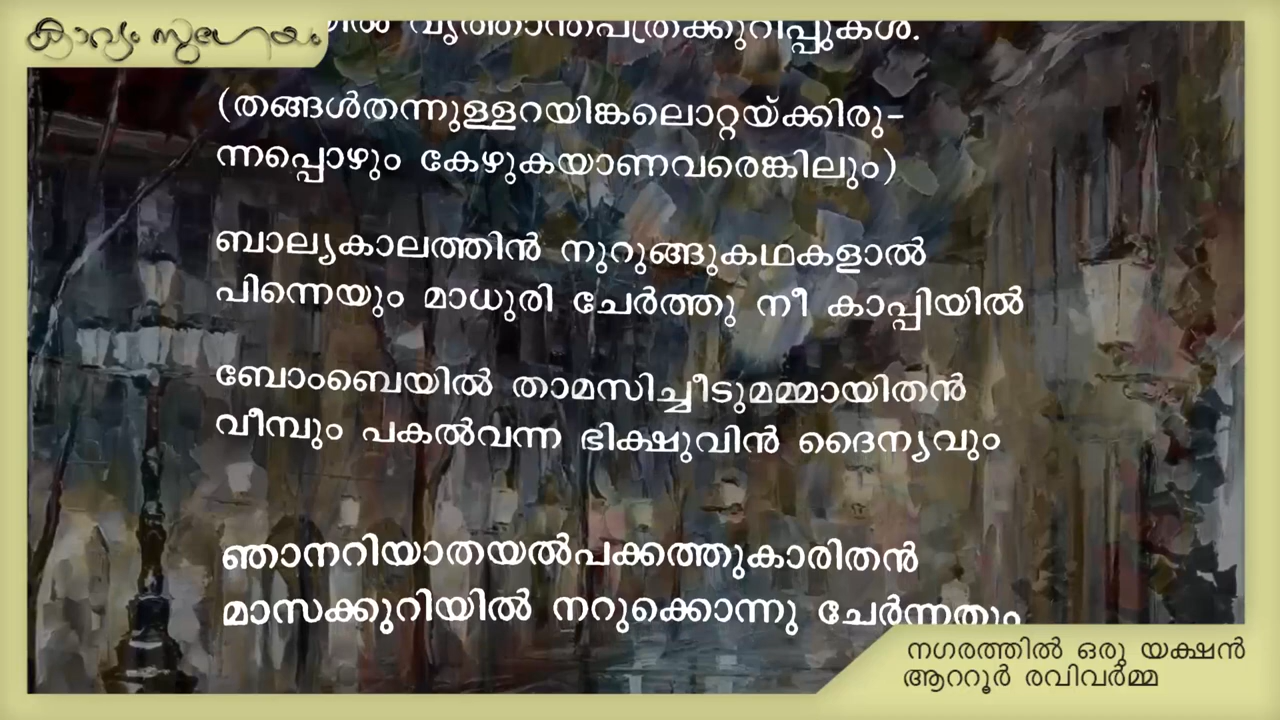 കാവ്യം സുഗേയം
വൃത്താന്തപത്രക്കുറിപ്പുകൾ.
(തങ്ങൾതന്നുള്ളറയിങ്കലൊറ്റയ്ക്കിരു-
ന്നപ്പൊഴും കേഴുകയാണവരെങ്കിലും)
ബാല്യകാലത്തിൻ നുറുങ്ങുകഥകളാൽ
പിന്നെയും മാധുരി ചേർത്തു നീ കാപ്പിയിൽ
ബോംബെയിൽ താമസിച്ചീടുമമ്മായിതൻ
വീമ്പും പകൽവന്ന ഭിക്ഷുവിൻ ദൈന്യവും
ഞാനറിയാതയൽപക്കത്തുകാരിതൻ
മാസക്കുറിയിൽ നറുക്കൊന്നു ചേർന്നതും
നഗരത്തിൽ ഒരു യക്ഷൻ
ആററൂർ രവിവർമ്മ